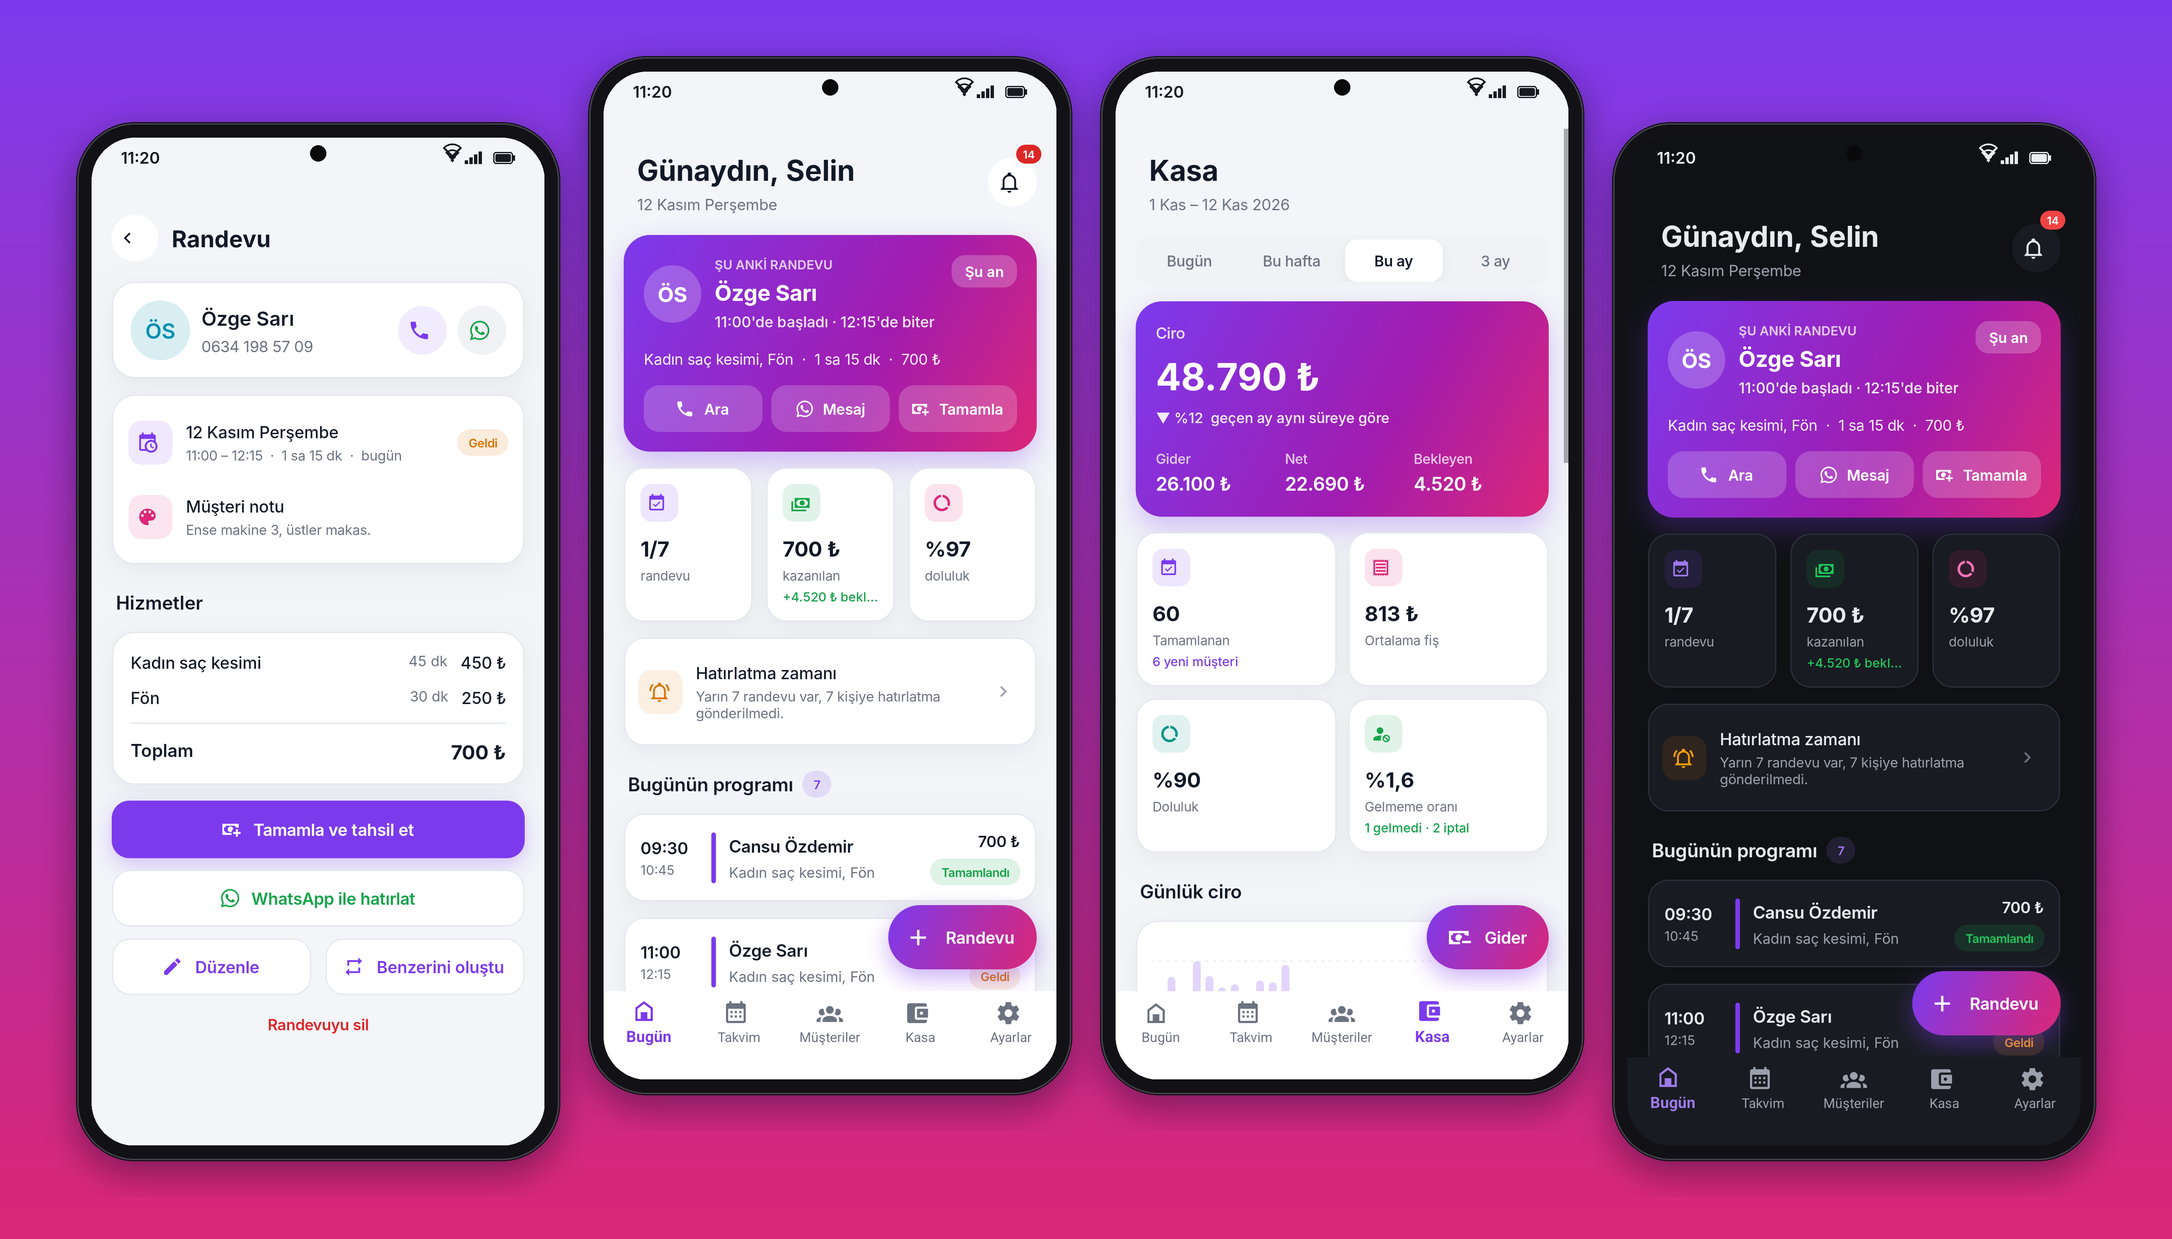 11:20
Randevu
ÖS
Özge Sarı
0634 198 57 09
12 Kasım Perşembe
11:00 – 12:15 · 1 sa 15 dk · bugün
Geldi
Müşteri notu
Ense makine 3, üstler makas.
Hizmetler
Kadın saç kesimi 45 dk 450 ₺
Fön 30 dk 250 ₺
Toplam 700 ₺
Tamamla ve tahsil et
WhatsApp ile hatırlat
Düzenle
Benzerini oluştu
Randevuyu sil
11:20
Günaydın, Selin
12 Kasım Perşembe
14
ÖS
ŞU ANKİ RANDEVU
Özge Sarı
11:00'de başladı · 12:15'de biter
Şu an
Kadın saç kesimi, Fön · 1 sa 15 dk · 700 ₺
Ara
Mesaj
Tamamla
1/7
randevu
700 ₺
kazanılan
+4.520 ₺ bekl...
%97
doluluk
Hatırlatma zamanı
Yarın 7 randevu var, 7 kişiye hatırlatma
gönderilmedi.
Bugünün programı 7
09:30
10:45
Cansu Özdemir
Kadın saç kesimi, Fön
700 ₺
Tamamlandı
11:00
12:15
Özge Sarı
Kadın saç kesimi, Fön
Geldi
Randevu
Bugün
Takvim
Müşteriler
Kasa
Ayarlar
11:20
Kasa
1 Kas – 12 Kas 2026
Bugün
Bu hafta
Bu ay
3 ay
Ciro
48.790 ₺
▼ %12 geçen ay aynı süreye göre
Gider
26.100 ₺
Net
22.690 ₺
Bekleyen
4.520 ₺
60
Tamamlanan
6 yeni müşteri
813 ₺
Ortalama fiş
%90
Doluluk
%1,6
Gelmeme oranı
1 gelmedi · 2 iptal
Günlük ciro
Gider
Bugün
Takvim
Müşteriler
Kasa
Ayarlar
11:20
Günaydın, Selin
12 Kasım Perşembe
14
ÖS
ŞU ANKİ RANDEVU
Özge Sarı
11:00'de başladı · 12:15'de biter
Şu an
Kadın saç kesimi, Fön · 1 sa 15 dk · 700 ₺
Ara
Mesaj
Tamamla
1/7
randevu
700 ₺
kazanılan
+4.520 ₺ bekl...
%97
doluluk
Hatırlatma zamanı
Yarın 7 randevu var, 7 kişiye hatırlatma
gönderilmedi.
Bugünün programı 7
09:30
10:45
Cansu Özdemir
Kadın saç kesimi, Fön
700 ₺
Tamamlandı
11:00
12:15
Özge Sarı
Kadın saç kesimi, Fön
Geldi
Randevu
Bugün
Takvim
Müşteriler
Kasa
Ayarlar